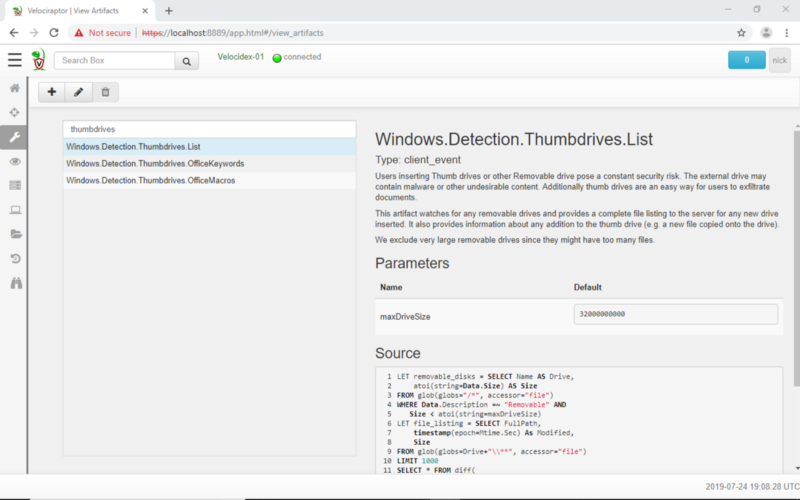 Velociraptor | View Artifacts
Not secure | https://localhost:8889/app.html#/view_artifacts
Search Box
Velocidex-01
connected
0
nick
thumbdrives
Windows.Detection.Thumbdrives.List
Windows.Detection.Thumbdrives.OfficeKeywords
Windows.Detection.Thumbdrives.OfficeMacros
Windows.Detection.Thumbdrives.List
Type: client_event
Users inserting Thumb drives or other Removable drive pose a constant security risk. The external drive may
contain malware or other undesirable content. Additionally thumb drives are an easy way for users to exfiltrate
documents.
This artifact watches for any removable drives and provides a complete file listing to the server for any new drive
inserted. It also provides information about any addition to the thumb drive (e.g. a new file copied onto the drive).
We exclude very large removable drives since they might have too many files.
Parameters
Name Default
maxDriveSize 32000000000
Source
1 LET removable_disks = SELECT Name AS Drive,
2 atoi(string=Data.Size) AS Size
3 FROM glob(globs="/*", accessor="file")
4 WHERE Data.Description =~ "Removable" AND
5 Size < atoi(string=maxDriveSize)
6 LET file_listing = SELECT FullPath,
7 timestamp(epoch=Mtime.Sec) As Modified,
8 Size
9 FROM glob(globs=Drive+"\\**", accessor="file")
10 LIMIT 1000
11 SELECT * FROM diff(
2019-07-24 19:08:28 UTC